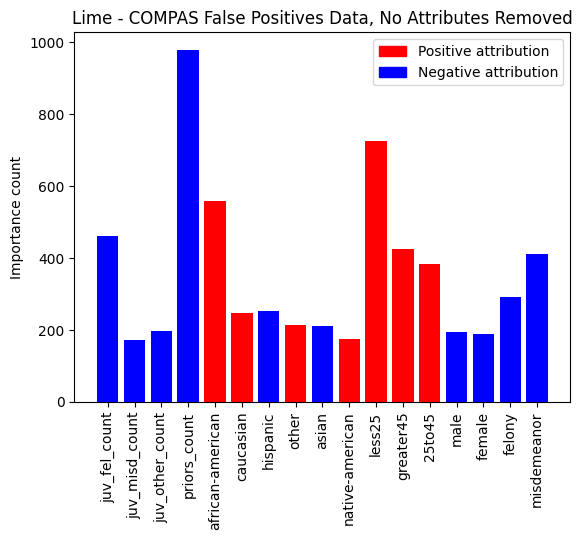 Lime - COMPAS False Positives Data, No Attributes Removed
Positive attribution
Negative attribution
Importance count
1000
800
600
400
200
0
juv_fel_count
juv_misd_count
juv_other_count
priors_count
african-american
caucasian
hispanic
other
asian
native-american
less25
greater45
25to45
male
female
felony
misdemeanor